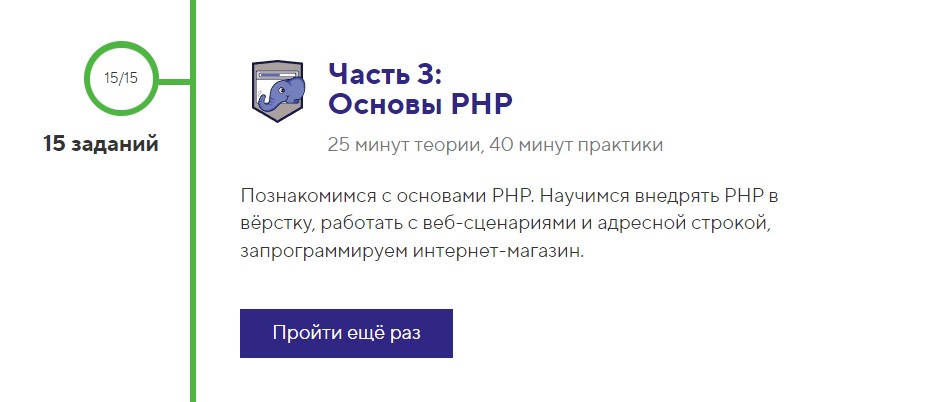 15/15
15 заданий
Часть 3:
Основы PHP
25 минут теории, 40 минут практики
Познакомимся с основами PHP. Научимся внедрять PHP в
вёрстку, работать с веб-сценариями и адресной строкой,
запрограммируем интернет-магазин.
Пройти ещё раз